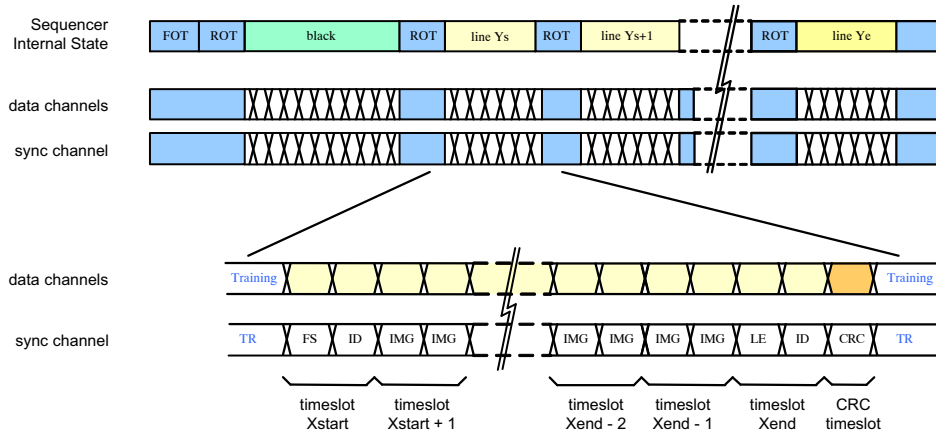 Sequencer
Internal State
FOT ROT black ROT line Ys ROT line Ys+1 ROT line Ye
data channels
sync channel
data channels Training Training
sync channel TR FS ID IMG IMG IMG IMG IMG IMG LE ID CRC TR
timeslot timeslot timeslot timeslot timeslot CRC
Xstart Xstart + 1 Xend - 2 Xend - 1 Xend timeslot